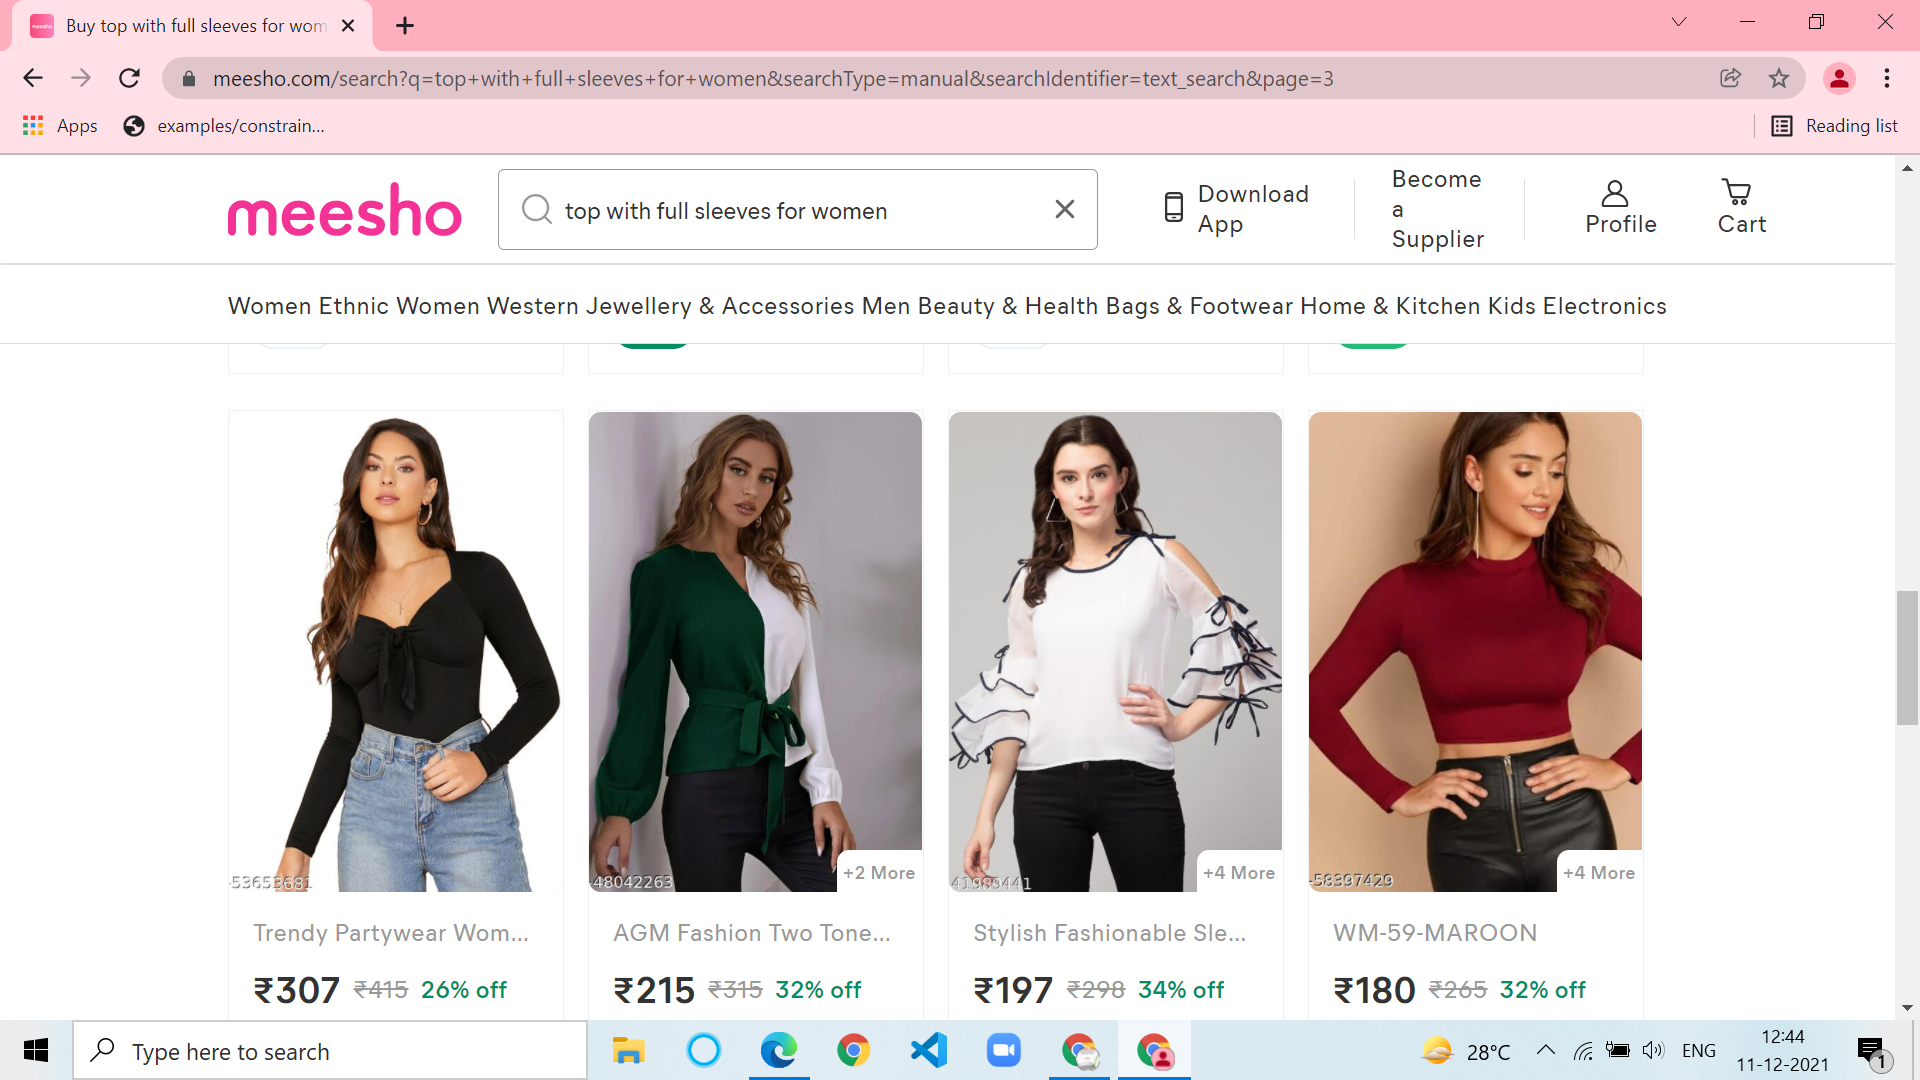 Buy top with full sleeves for wom
meesho.com/search?q=top+with+full+sleeves+for+women&searchType=manual&searchIdentifier=text_search&page=3
Apps
examples/constrain...
Reading list
meesho
top with full sleeves for women
Download
App
Become
a
Supplier
Profile
Cart
Women Ethnic Women Western Jewellery & Accessories Men Beauty & Health Bags & Footwear Home & Kitchen Kids Electronics
-53653681
-48042263
+2 More
41989441
+4 More
-58397429
+4 More
Trendy Partywear Wom...
AGM Fashion Two Tone...
Stylish Fashionable Sle...
WM-59-MAROON
₹307 ₹415 26% off
₹215 ₹315 32% off
₹197 ₹298 34% off
₹180 ₹265 32% off
Type here to search
28°C
ENG
12:44
11-12-2021
1